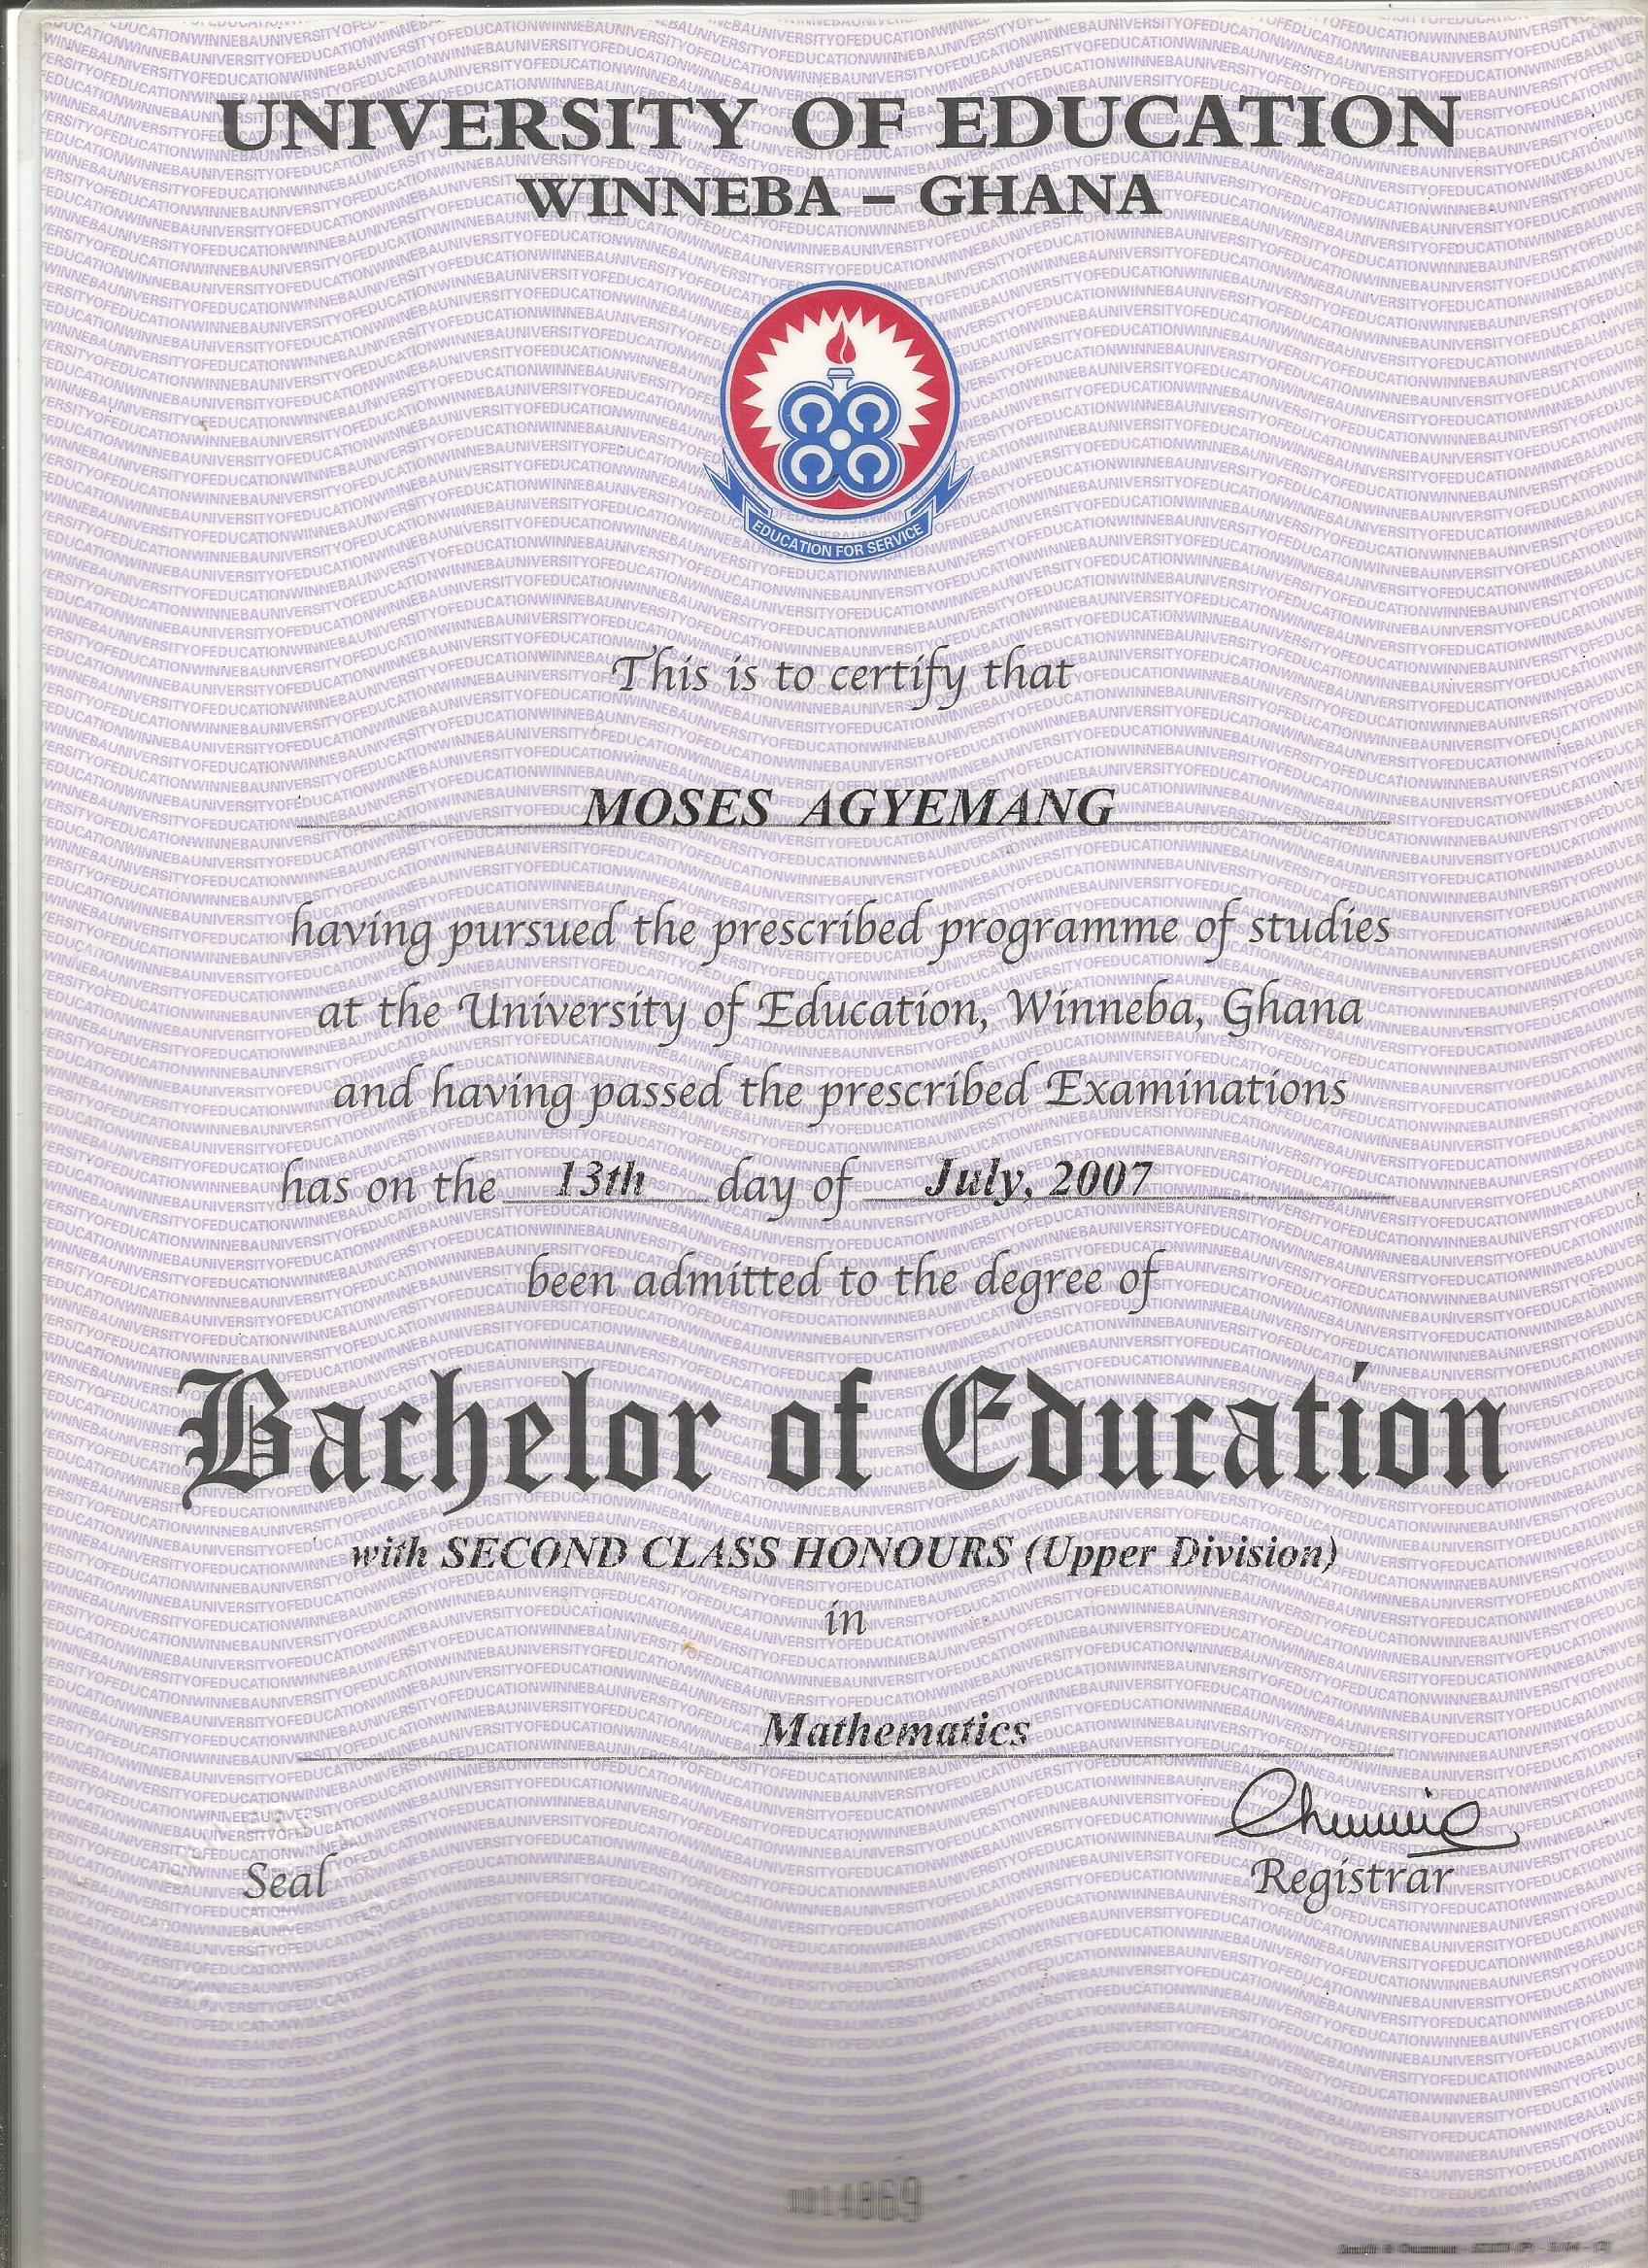 UNIVERSITY OF EDUCATION
WINNEBA – GHANA
EDUCATION FOR SERVICE
This is to certify that
MOSES AGYEMANG
having pursued the prescribed programme of studies
at the University of Education, Winneba, Ghana
and having passed the prescribed Examinations
has on the 13th day of July, 2007
been admitted to the degree of
Bachelor of Education
with SECOND CLASS HONOURS (Upper Division)
in
Mathematics
Seal
Registrar